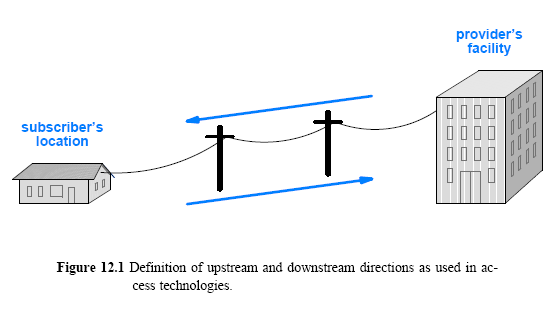 provider's
facility
subscriber's
location
Figure 12.1 Definition of upstream and downstream directions as used in ac-
cess technologies.